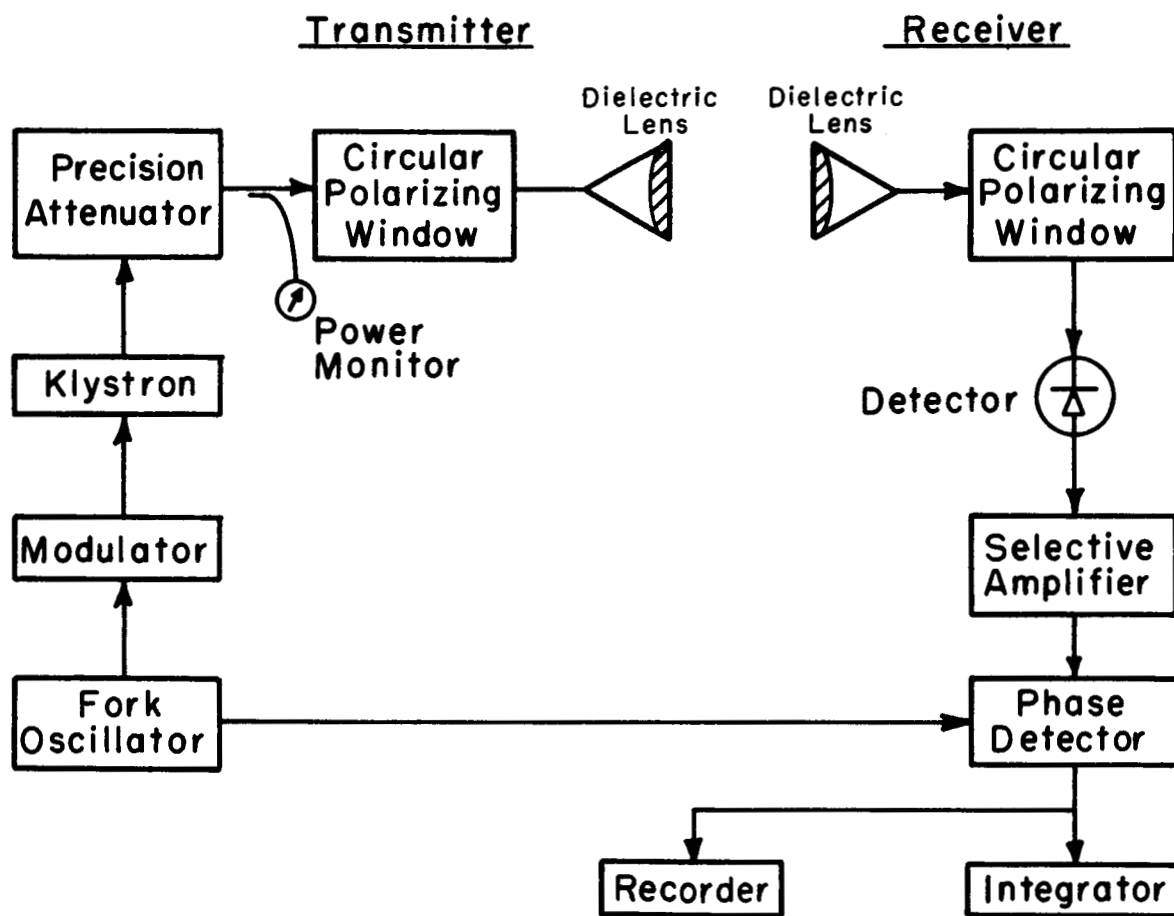 Transmitter
Receiver
Dielectric
Lens
Dielectric
Lens
Precision
Attenuator
Circular
Polarizing
Window
Circular
Polarizing
Window
Power
Monitor
Klystron
Detector
Modulator
Selective
Amplifier
Fork
Oscillator
Phase
Detector
Recorder
Integrator